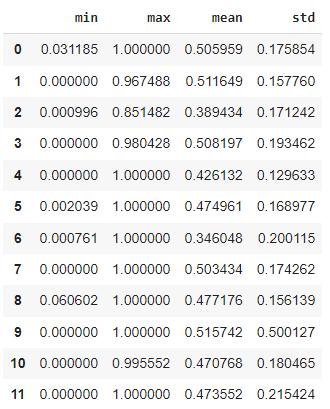 min max mean std
0 0.031185 1.000000 0.505959 0.175854
1 0.000000 0.967488 0.511649 0.157760
2 0.000996 0.851482 0.389434 0.171242
3 0.000000 0.980428 0.508197 0.193462
4 0.000000 1.000000 0.426132 0.129633
5 0.002039 1.000000 0.474961 0.168977
6 0.000761 1.000000 0.346048 0.200115
7 0.000000 1.000000 0.503434 0.174262
8 0.060602 1.000000 0.477176 0.156139
9 0.000000 1.000000 0.515742 0.500127
10 0.000000 0.995552 0.470768 0.180465
11 0.000000 1.000000 0.473552 0.215424